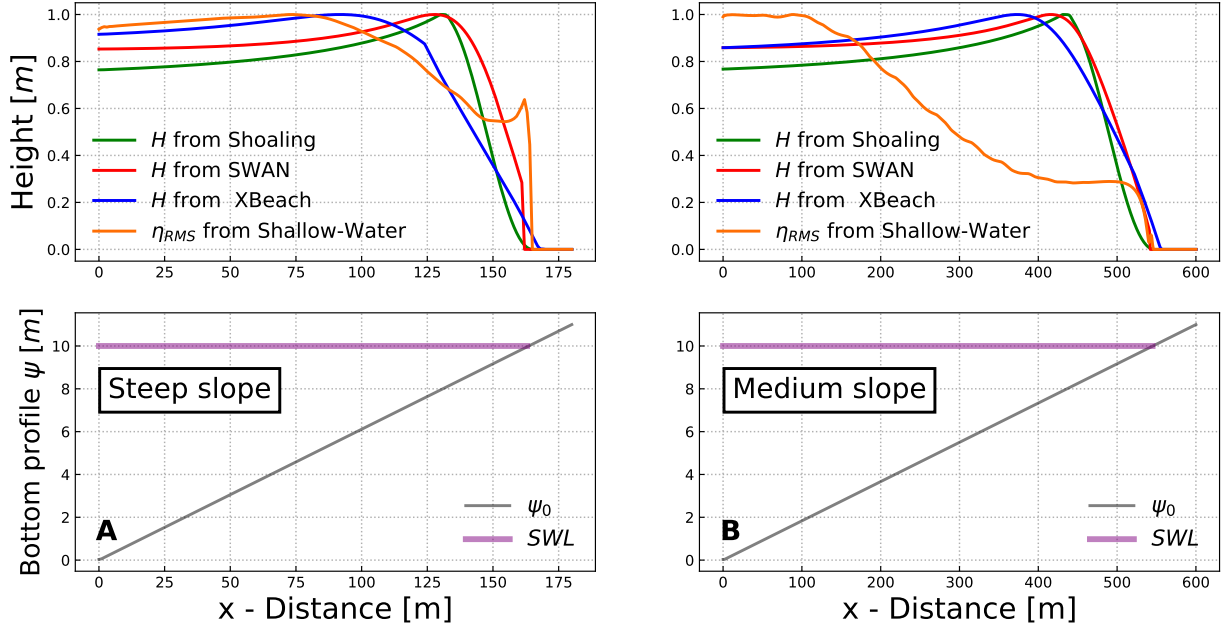 Height [m]
1.0
0.8
0.6
0.4
0.2
0.0
H from Shoaling
H from SWAN
H from XBeach
η_RMS from Shallow-Water
0 25 50 75 100 125 150 175
1.0
0.8
0.6
0.4
0.2
0.0
H from Shoaling
H from SWAN
H from XBeach
η_RMS from Shallow-Water
0 100 200 300 400 500 600
Bottom profile ψ [m]
10
8
6
4
2
0
Steep slope
A
ψ₀
SWL
0 25 50 75 100 125 150 175
x - Distance [m]
10
8
6
4
2
0
Medium slope
B
ψ₀
SWL
0 100 200 300 400 500 600
x - Distance [m]